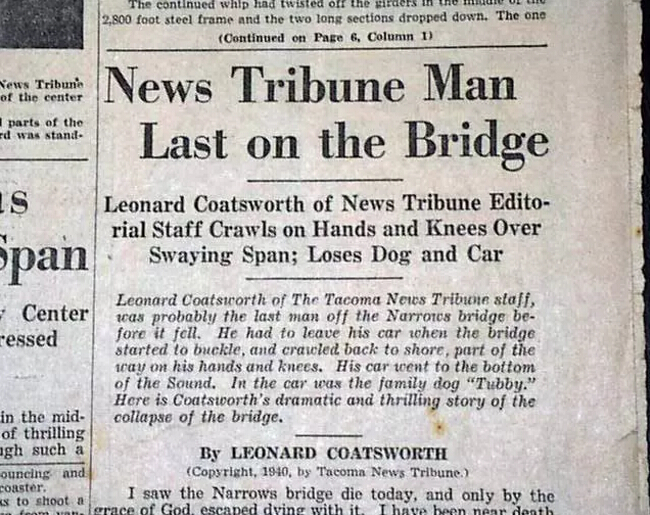 The continued whip had twisted off the girders in the middle of the
2,800 foot steel frame and the two long sections dropped down. The one
(Continued on Page 6, Column 1)
News Tribune Man
Last on the Bridge
Leonard Coatsworth of News Tribune Edito-
rial Staff Crawls on Hands and Knees Over
Swaying Span; Loses Dog and Car
Leonard Coatsworth of The Tacoma News Tribune staff,
was probably the last man off the Narrows bridge be-
fore it fell. He had to leave his car when the bridge
started to buckle, and crawled back to shore, part of the
way on his hands and knees. His car went to the bottom
of the Sound. In the car was the family dog "Tubby."
Here is Coatsworth's dramatic and thrilling story of the
collapse of the bridge.
By LEONARD COATSWORTH
(Copyright, 1940, by Tacoma News Tribune.)
I saw the Narrows bridge die today, and only by the
grace of God, escaped dying with it. I have been near death
News Tribune
of the center
parts of the
rd was stand-
as
Span
Center
ressed
in the mid-
of thrilling
ugh such a
ouncing and
coaster.
ks to shoot a